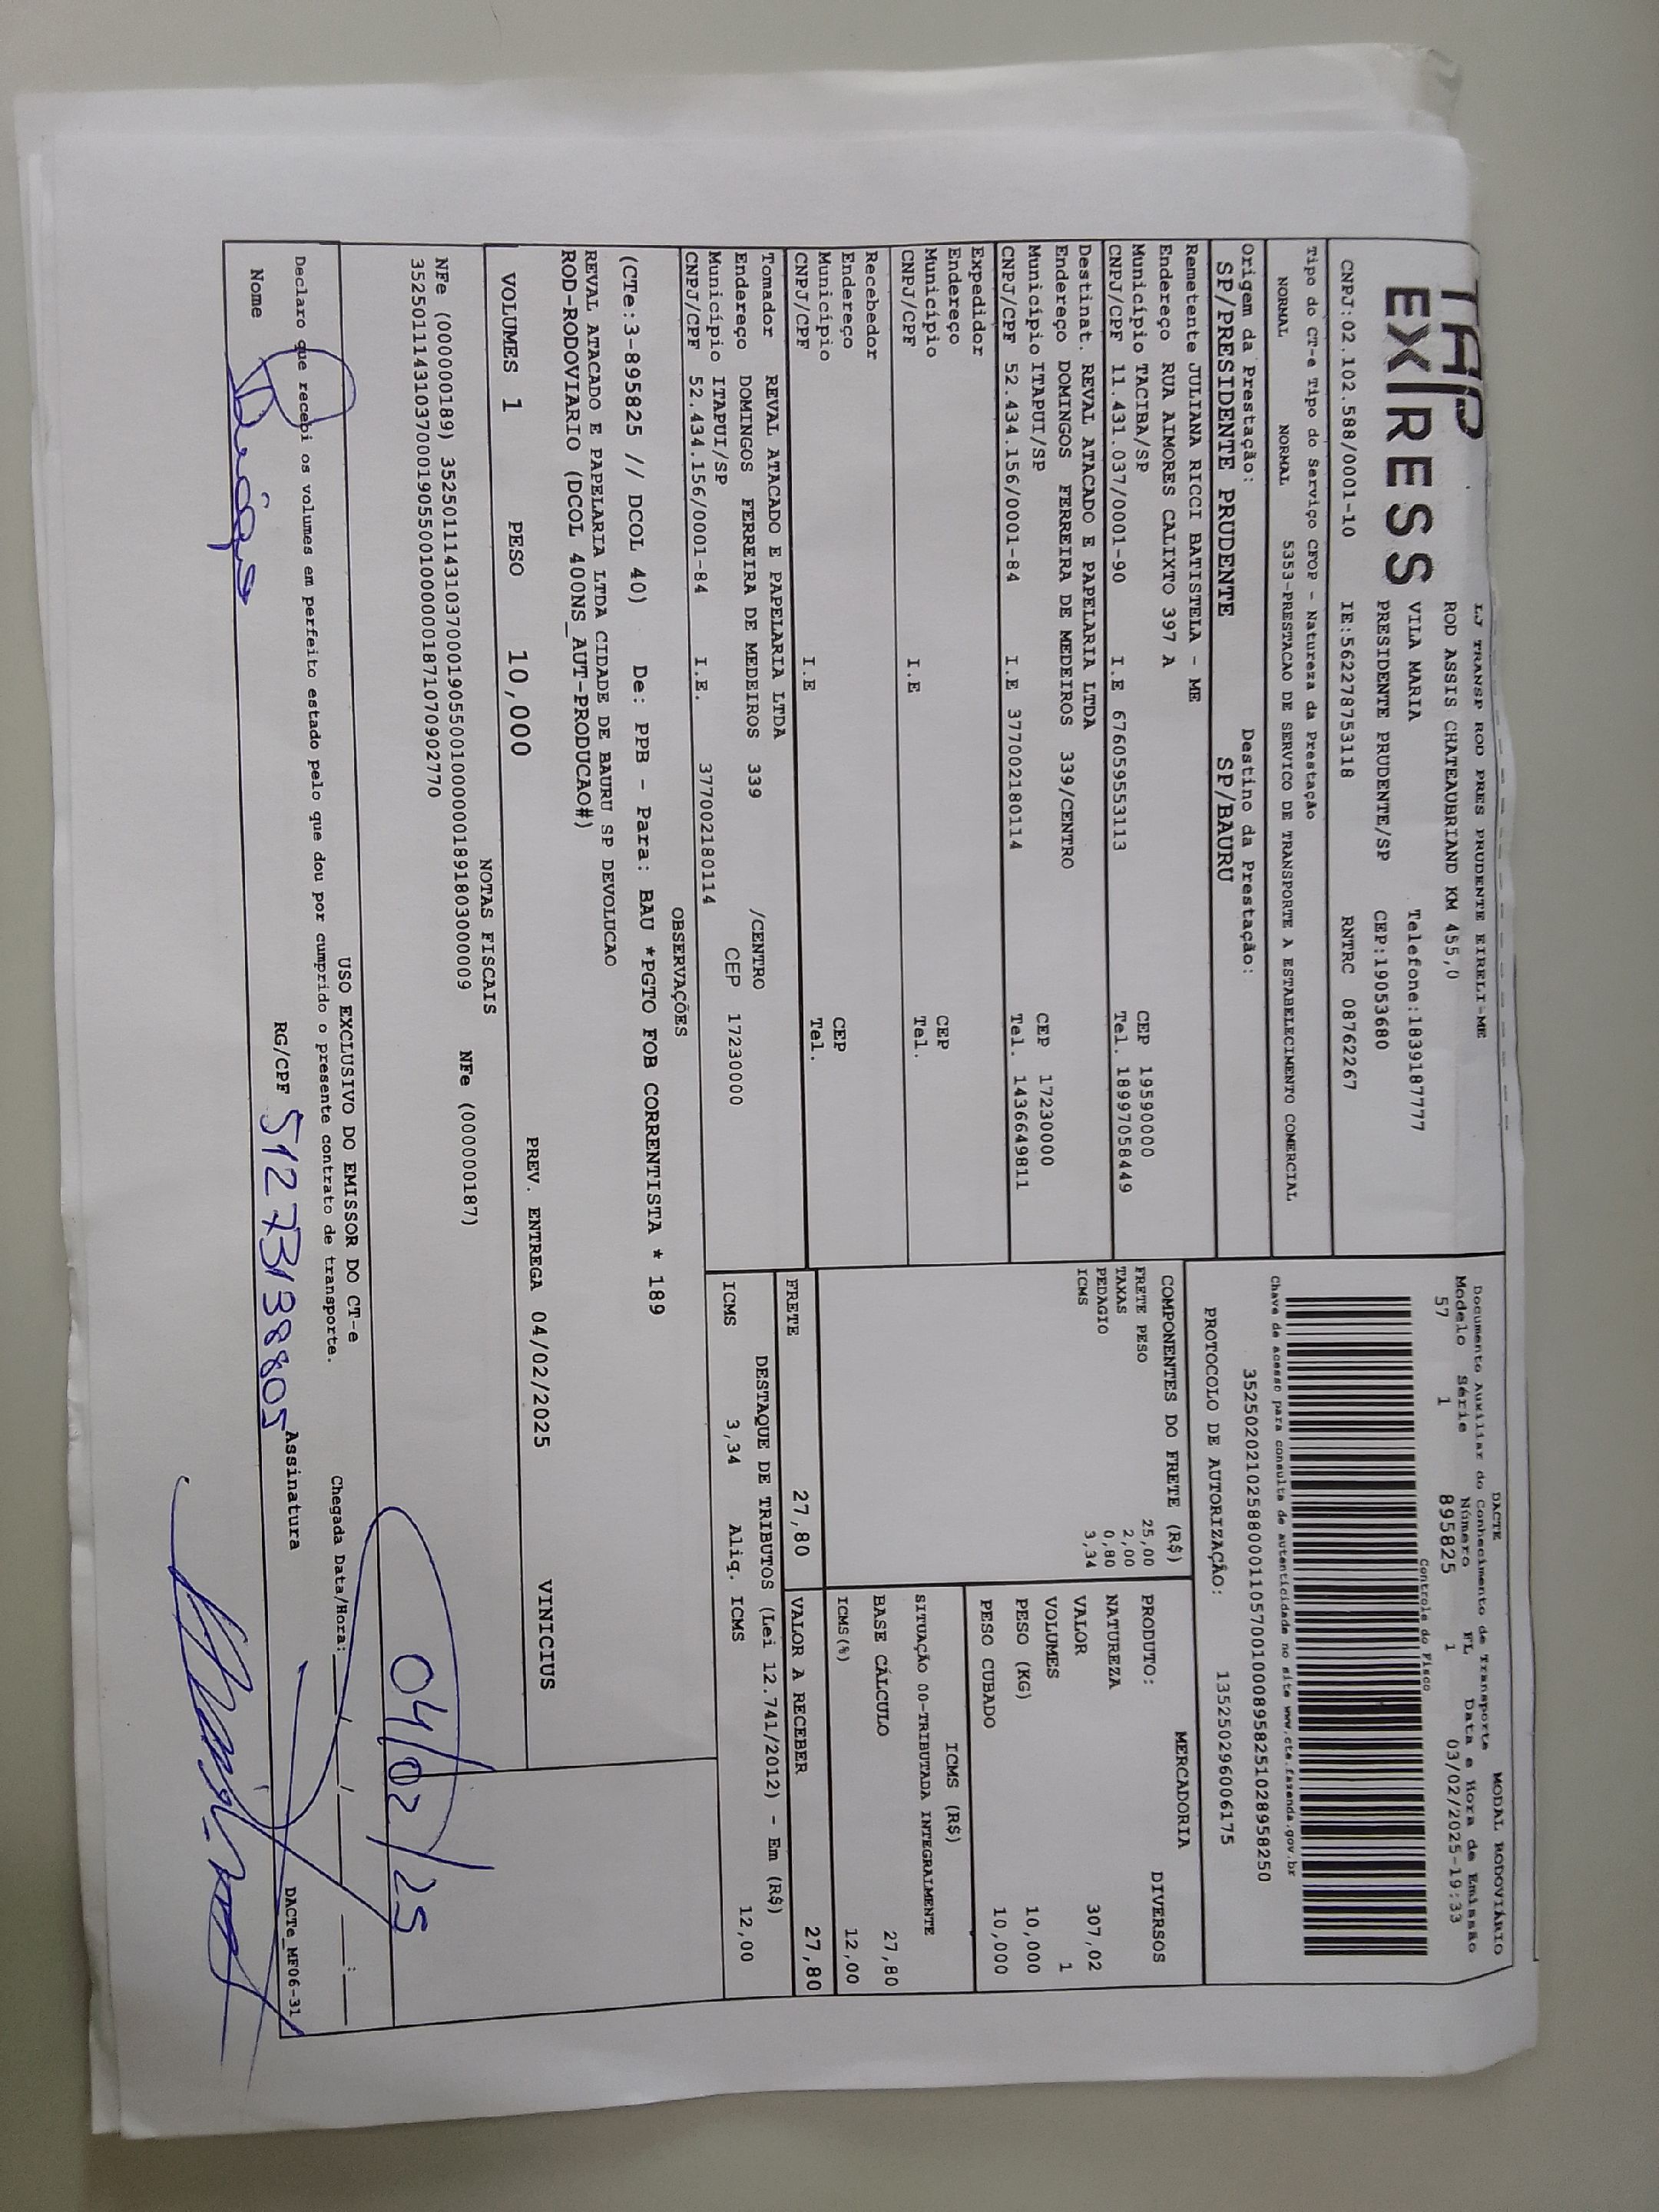 TAP
EXPRESS
LJ TRANSP ROD PRES PRUDENTE EIRELI-ME
ROD ASSIS CHATEAUBRIAND KM 455,0
VILA MARIA Telefone:1839187777
PRESIDENTE PRUDENTE/SP CEP:19053680
CNPJ:02.102.588/0001-10 IE:562278753118 RNTRC 08762267
DACTE MODAL RODOVIÁRIO
Documento Auxiliar do Conhecimento de Transporte
Modelo Série Número FL Data e Hora de Emissão
57 1 895825 1 03/02/2025-19:33
Controle do Fisco
Chave de acesso para consulta de autenticidade no site www.cte.fazenda.gov.br
35250202102588000110570010008958251028958250
PROTOCOLO DE AUTORIZAÇÃO: 135250296006175
Tipo do CT-e Tipo do Serviço CFOP - Natureza da Prestação
NORMAL NORMAL 5353-PRESTACAO DE SERVICO DE TRANSPORTE A ESTABELECIMENTO COMERCIAL
Origem da Prestação: Destino da Prestação:
SP/PRESIDENTE PRUDENTE SP/BAURU
Remetente JULIANA RICCI BATISTELA - ME
Endereço RUA AIMORES CALIXTO 397 A
Município TACIBA/SP CEP 19590000
CNPJ/CPF 11.431.037/0001-90 I.E 676059553113 Tel. 18997058449
Destinat. REVAL ATACADO E PAPELARIA LTDA
Endereço DOMINGOS FERREIRA DE MEDEIROS 339/CENTRO
Município ITAPUI/SP CEP 17230000
CNPJ/CPF 52.434.156/0001-84 I.E 377002180114 Tel. 1436649811
Expedidor
Endereço
Município CEP
CNPJ/CPF I.E Tel.
Recebedor
Endereço
Município CEP
CNPJ/CPF I.E Tel.
COMPONENTES DO FRETE (R$)
FRETE PESO 25,00
TAXAS 2,00
PEDAGIO 0,80
ICMS 3,34
MERCADORIA
PRODUTO: DIVERSOS
NATUREZA
VALOR 307,02
VOLUMES 1
PESO (KG) 10,000
PESO CUBADO 10,000
ICMS (R$)
SITUAÇÃO 00-TRIBUTADA INTEGRALMENTE
BASE CÁLCULO 27,80
ICMS(%) 12,00
FRETE 27,80 VALOR A RECEBER 27,80
Tomador REVAL ATACADO E PAPELARIA LTDA
Endereço DOMINGOS FERREIRA DE MEDEIROS 339 /CENTRO
Município ITAPUI/SP CEP 17230000
CNPJ/CPF 52.434.156/0001-84 I.E. 377002180114
DESTAQUE DE TRIBUTOS (Lei 12.741/2012) - Em (R$)
ICMS 3,34 Aliq. ICMS 12,00
OBSERVAÇÕES
(CTe:3-895825 // DCOL 40) De: PPB - Para: BAU *PGTO FOB CORRENTISTA * 189
REVAL ATACADO E PAPELARIA LTDA CIDADE DE BAURU SP DEVOLUCAO
ROD-RODOVIARIO (DCOL 400NS_AUT-PRODUCAO#)
VOLUMES 1 PESO 10,000 PREV. ENTREGA 04/02/2025 VINICIUS
NOTAS FISCAIS
NFe (000000189) 35250111431037000190550010000001891803000009 NFe (000000187)
35250111431037000190550010000001871070902770
04/02/25
USO EXCLUSIVO DO EMISSOR DO CT-e
Declaro que recebi os volumes em perfeito estado pelo que dou por cumprido o presente contrato de transporte. Chegada Data/Hora: ____/____/____ ____:____
Nome RG/CPF 51273138805 Assinatura DACTe_MF06-31